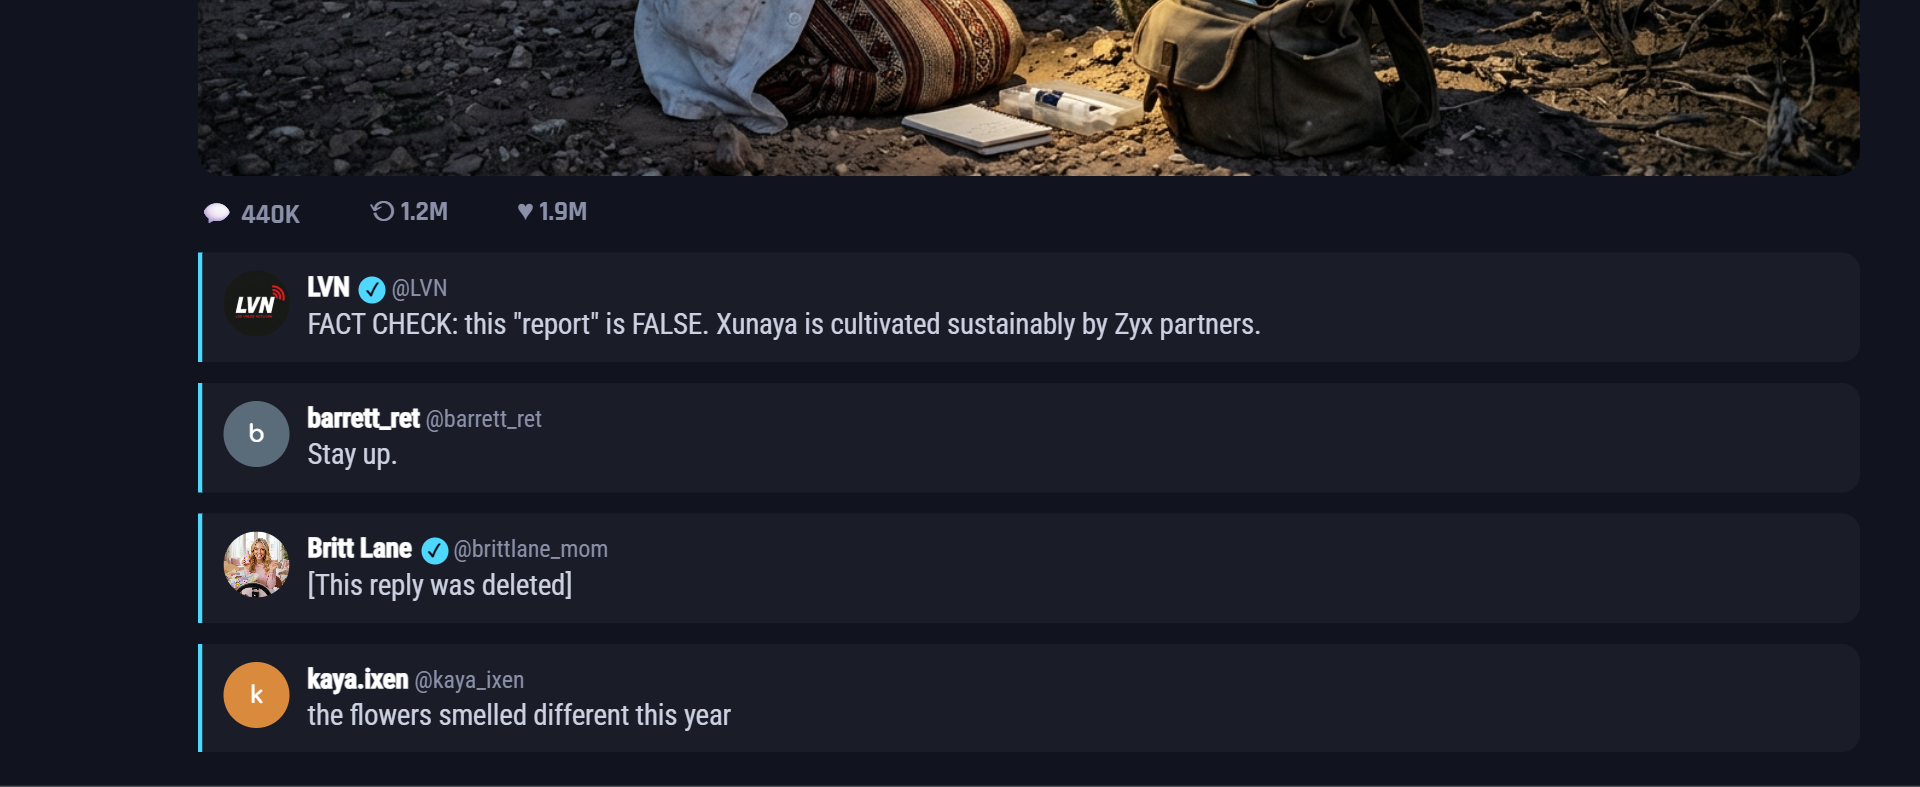 440K 1.2M 1.9M
LVN
LVN @LVN
FACT CHECK: this "report" is FALSE. Xunaya is cultivated sustainably by Zyx partners.
b
barrett_ret @barrett_ret
Stay up.
Britt Lane @brittlane_mom
[This reply was deleted]
k
kaya.ixen @kaya_ixen
the flowers smelled different this year